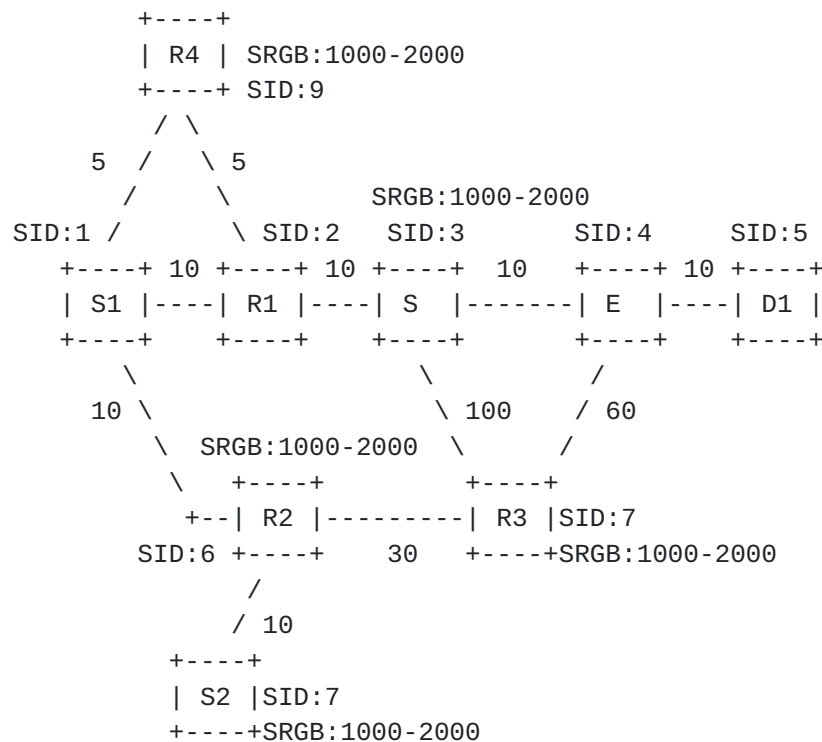 +----+
| R4 | SRGB:1000-2000
+----+ SID:9
/ \
5 / \ 5
/ \ SRGB:1000-2000
SID:1 / \ SID:2 SID:3 SID:4 SID:5
+----+ 10 +----+ 10 +----+ 10 +----+ 10 +----+
| S1 |----| R1 |----| S |-------| E |----| D1 |
+----+ +----+ +----+ +----+ +----+
\ \ /
10 \ \ 100 / 60
\ SRGB:1000-2000 \ /
\ +----+ +----+
+--| R2 |---------| R3 |SID:7
SID:6 +----+ 30 +----+SRGB:1000-2000
/
/ 10
+----+
| S2 |SID:7
+----+SRGB:1000-2000